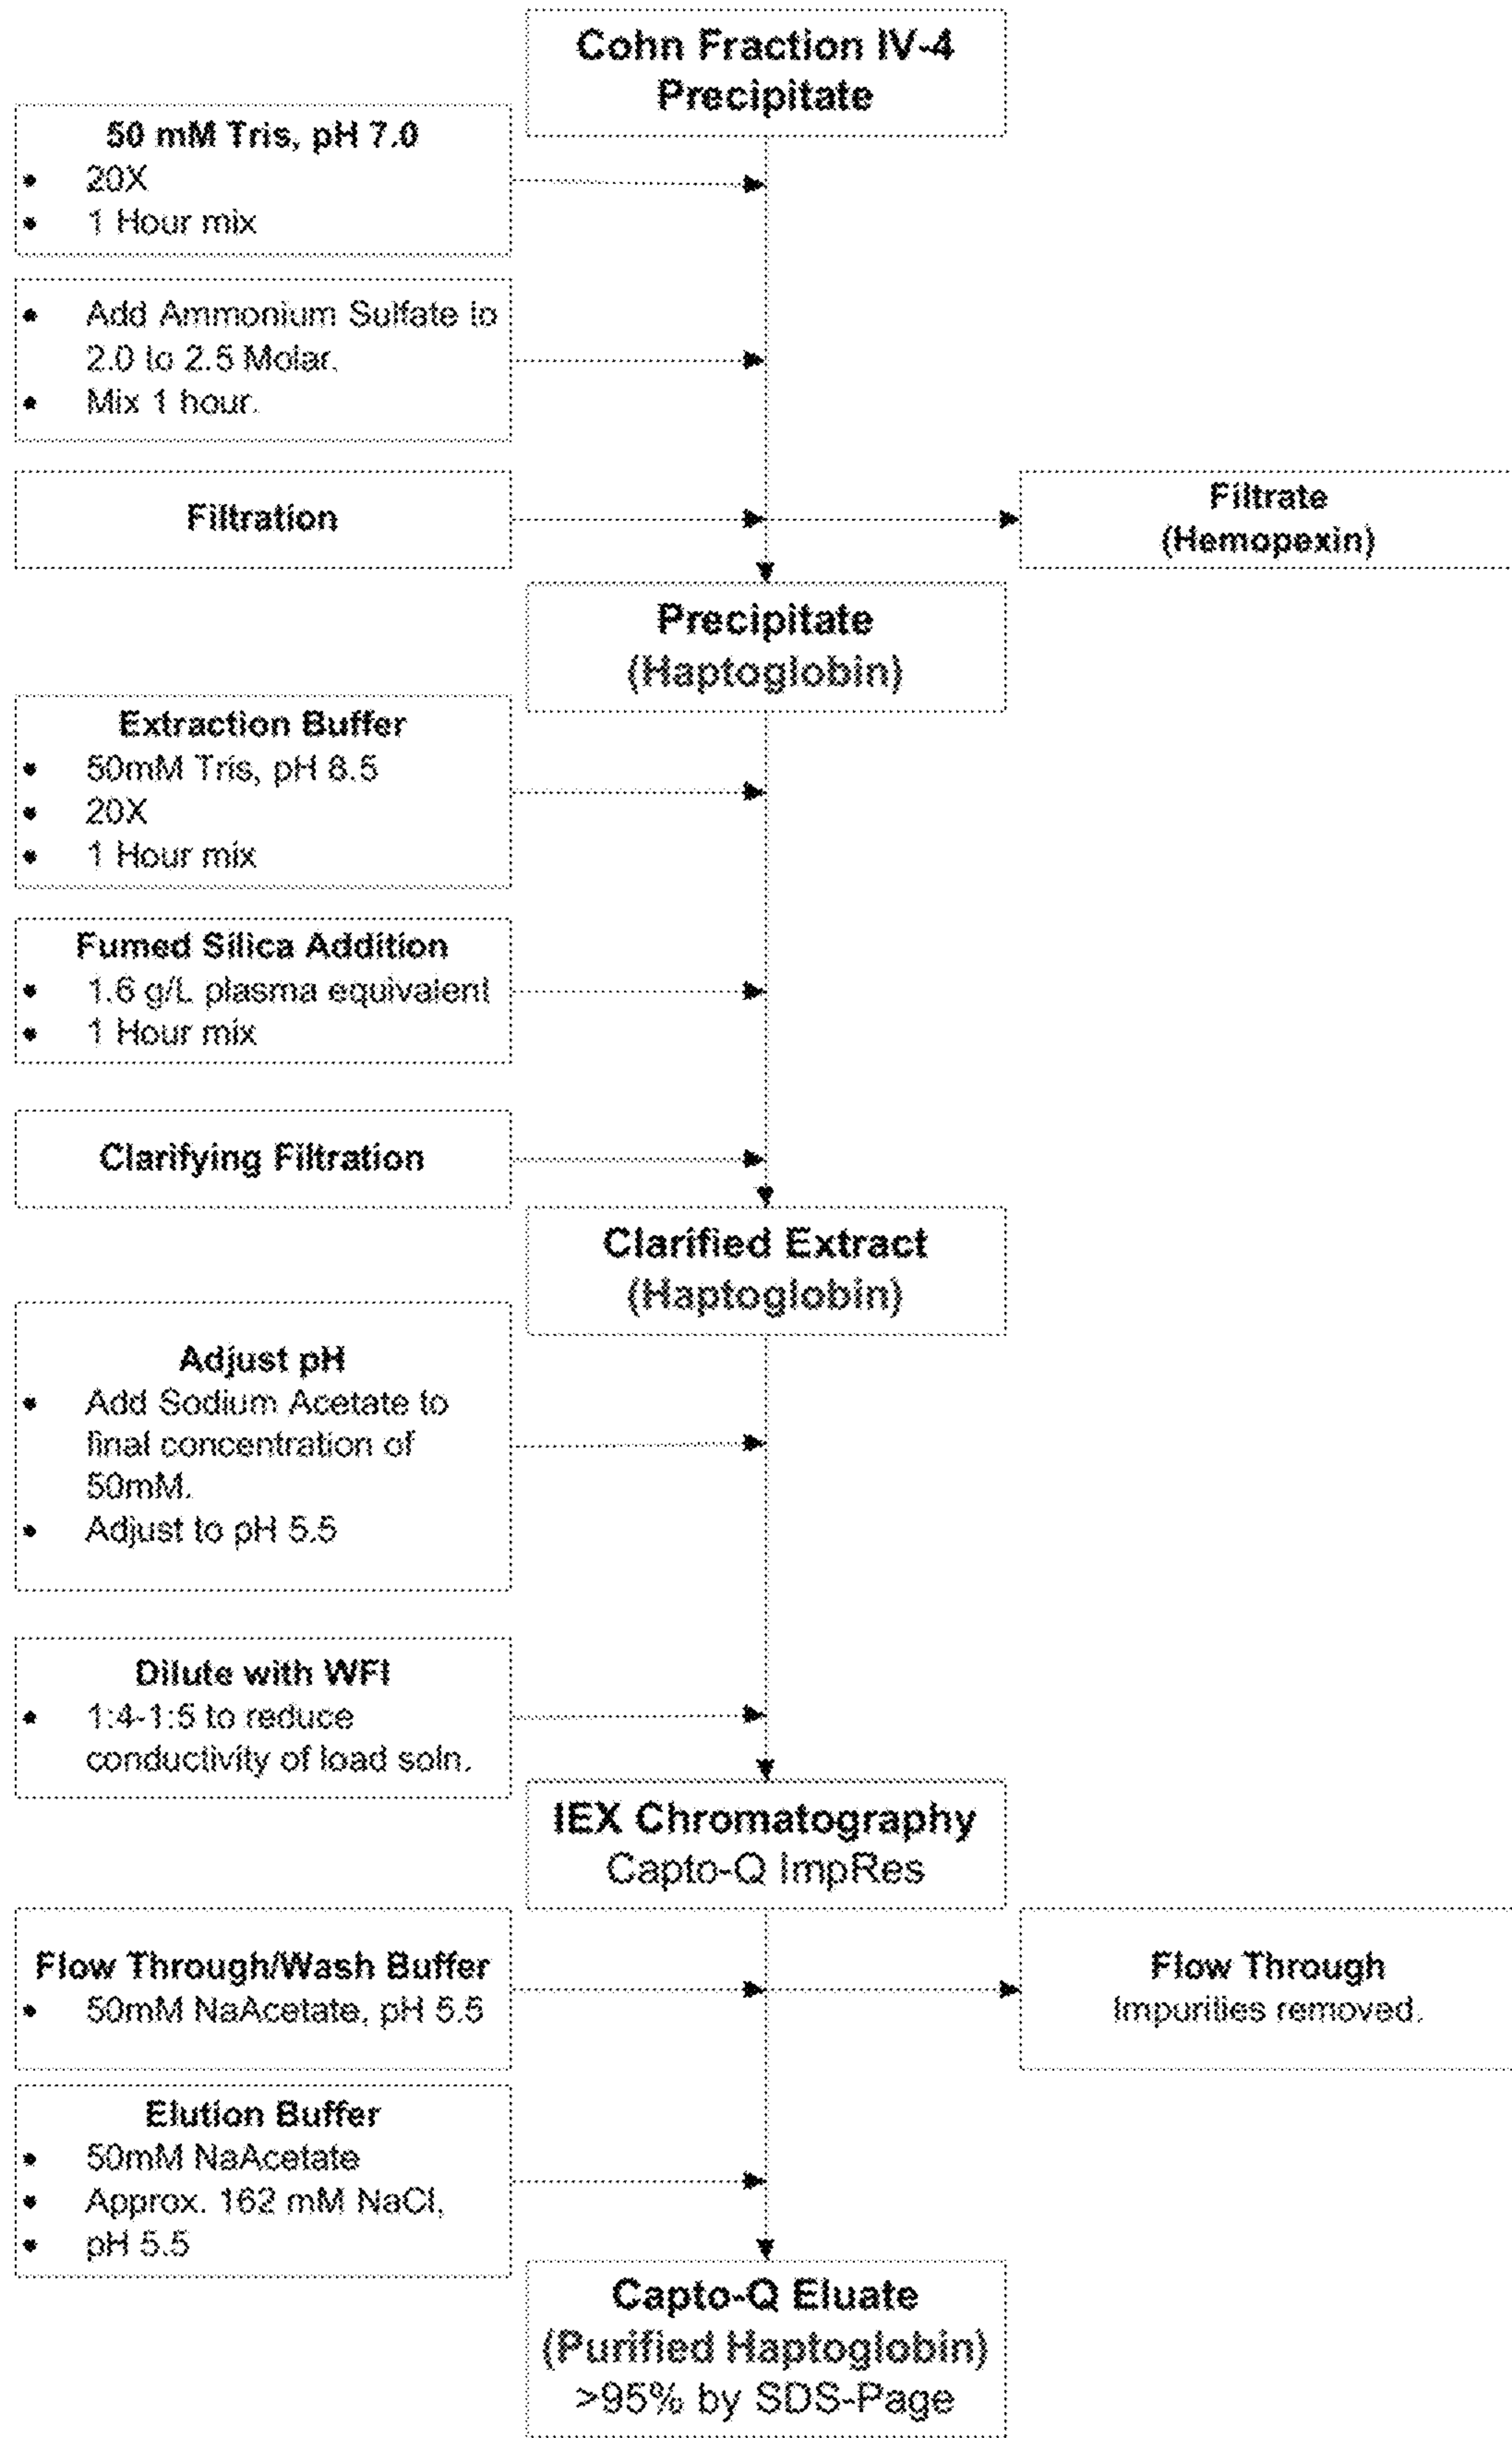 Cohn Fraction IV-4
Precipitate
50 mM Tris, pH 7.0
• 20X
• 1 Hour mix
• Add Ammonium Sulfate to
2.0 to 2.5 Molar.
• Mix 1 hour.
Filtration
Filtrate
(Hemopexin)
Precipitate
(Haptoglobin)
Extraction Buffer
• 50mM Tris, pH 8.5
• 20X
• 1 Hour mix
Fumed Silica Addition
• 1.6 g/L plasma equivalent
• 1 Hour mix
Clarifying Filtration
Clarified Extract
(Haptoglobin)
Adjust pH
• Add Sodium Acetate to
final concentration of
50mM.
• Adjust to pH 5.5
Dilute with WFI
• 1:4-1:5 to reduce
conductivity of load soln.
IEX Chromatography
Capto-Q ImpRes
Flow Through/Wash Buffer
• 50mM NaAcetate, pH 5.5
Flow Through
Impurities removed.
Elution Buffer
• 50mM NaAcetate
• Approx. 162 mM NaCl,
• pH 5.5
Capto-Q Eluate
(Purified Haptoglobin)
>95% by SDS-Page